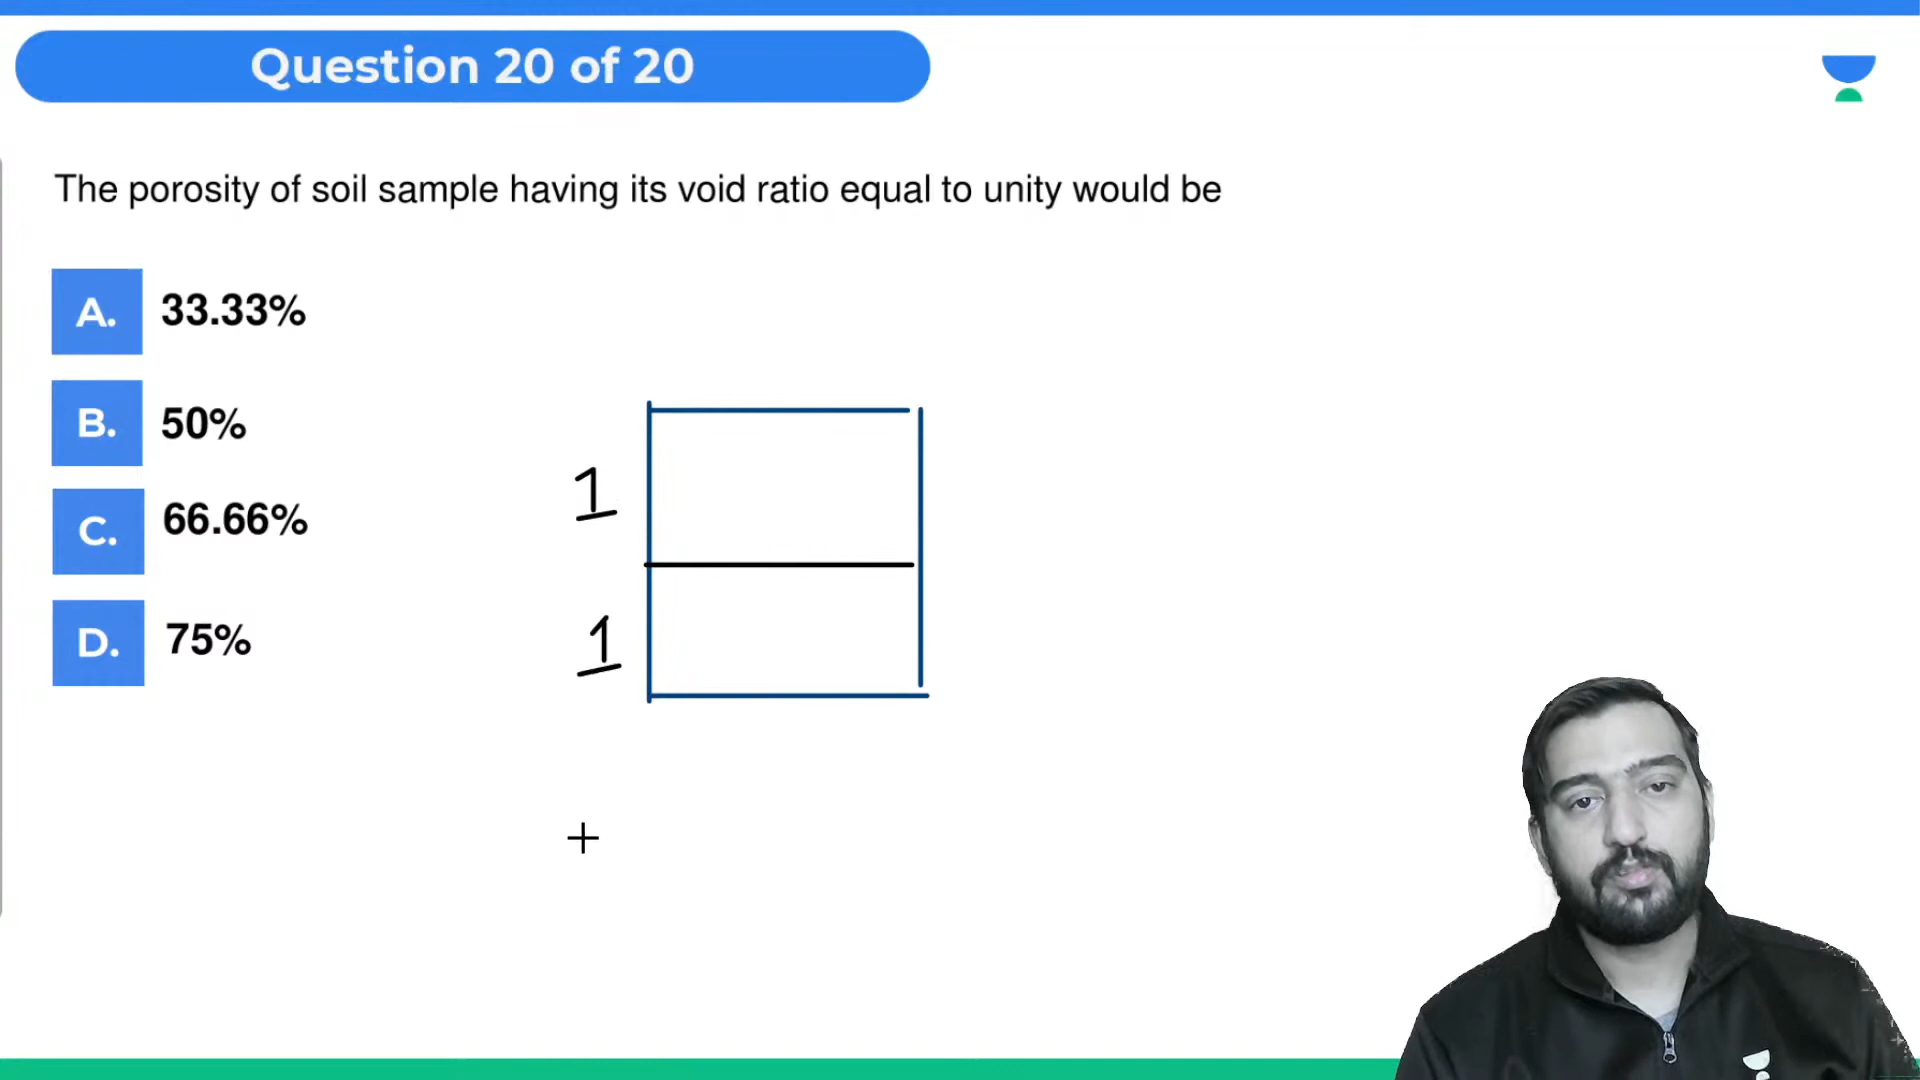 Question 20 of 20
The porosity of soil sample having its void ratio equal to unity would be
A. 33.33%
B. 50%
C. 66.66%
D. 75%
1
1